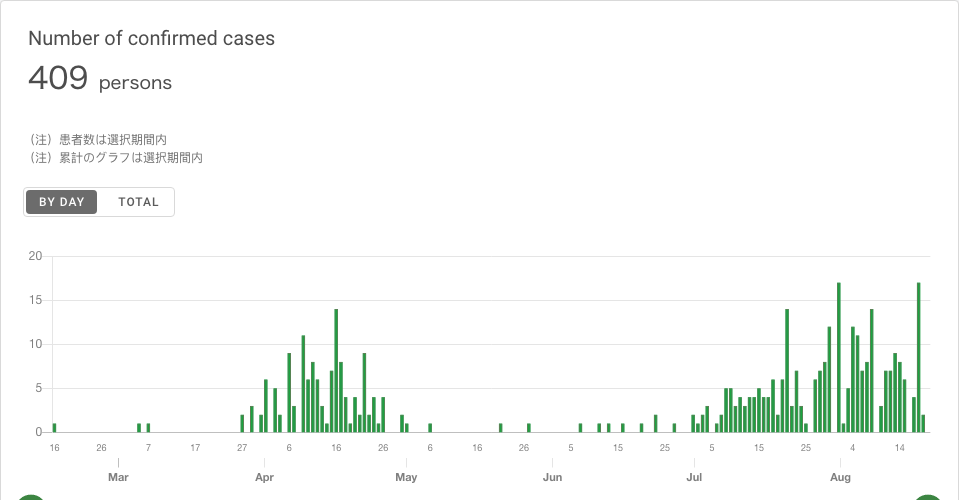 Number of confirmed cases
409 persons
（注）患者数は選択期間内
（注）累計のグラフは選択期間内
BY DAY TOTAL
20
15
10
5
0
16 26 7 17 27 6 16 26 6 16 26 5 15 25 5 15 25 4 14
Mar Apr May Jun Jul Aug